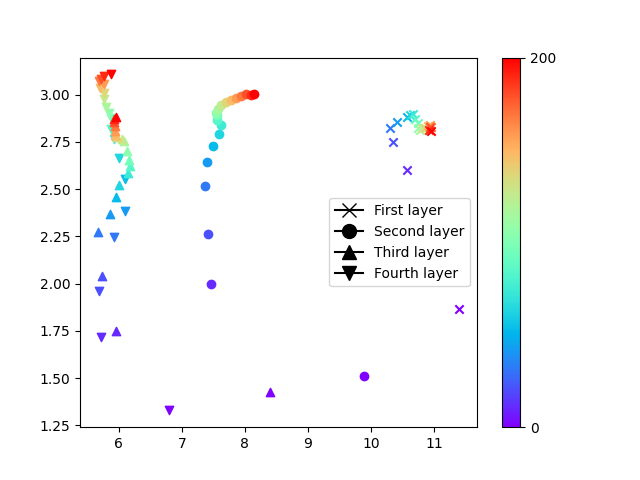 200
3.00
2.75
2.50
2.25
2.00
1.75
1.50
1.25
First layer
Second layer
Third layer
Fourth layer
0
6 7 8 9 10 11